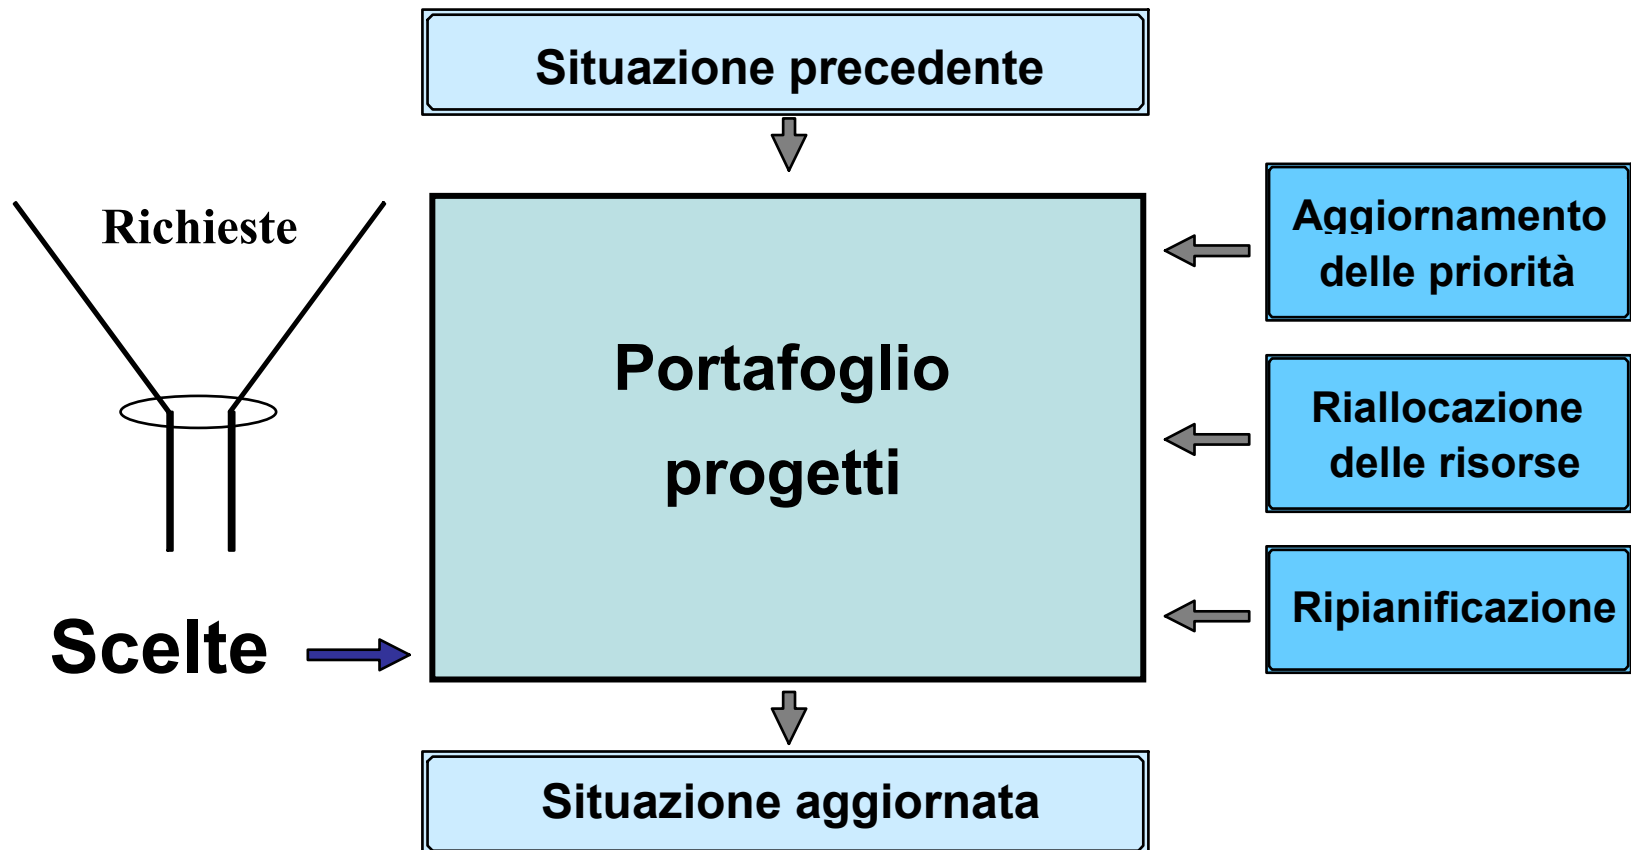 Situazione precedente
Richieste
Aggiornamento
delle priorità
Portafoglio
progetti
Riallocazione
delle risorse
Ripianificazione
Scelte
Situazione aggiornata